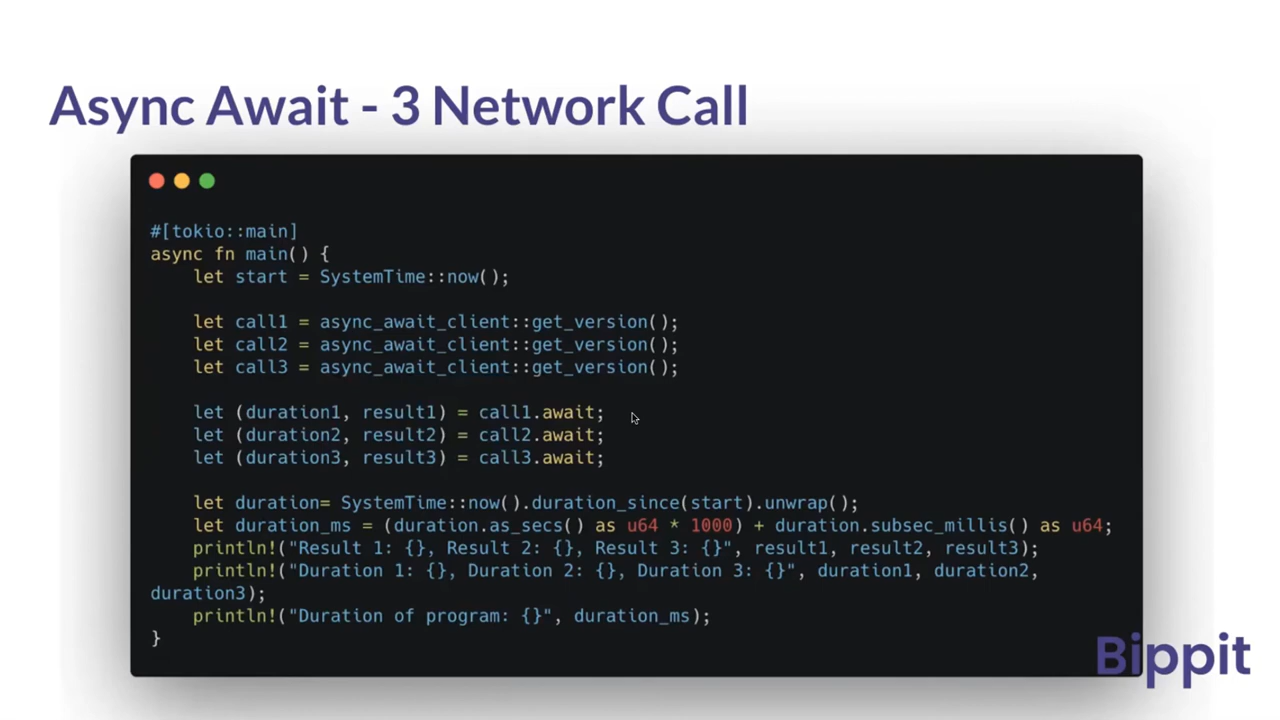 Async Await - 3 Network Call
#[tokio::main]
async fn main() {
    let start = SystemTime::now();
    let call1 = async_await_client::get_version();
    let call2 = async_await_client::get_version();
    let call3 = async_await_client::get_version();
    let (duration1, result1) = call1.await;
    let (duration2, result2) = call2.await;
    let (duration3, result3) = call3.await;
    let duration= SystemTime::now().duration_since(start).unwrap();
    let duration_ms = (duration.as_secs() as u64 * 1000) + duration.subsec_millis() as u64;
    println!("Result 1: {}, Result 2: {}, Result 3: {}", result1, result2, result3);
    println!("Duration 1: {}, Duration 2: {}, Duration 3: {}", duration1, duration2,
duration3);
    println!("Duration of program: {}", duration_ms);
}
Bippit